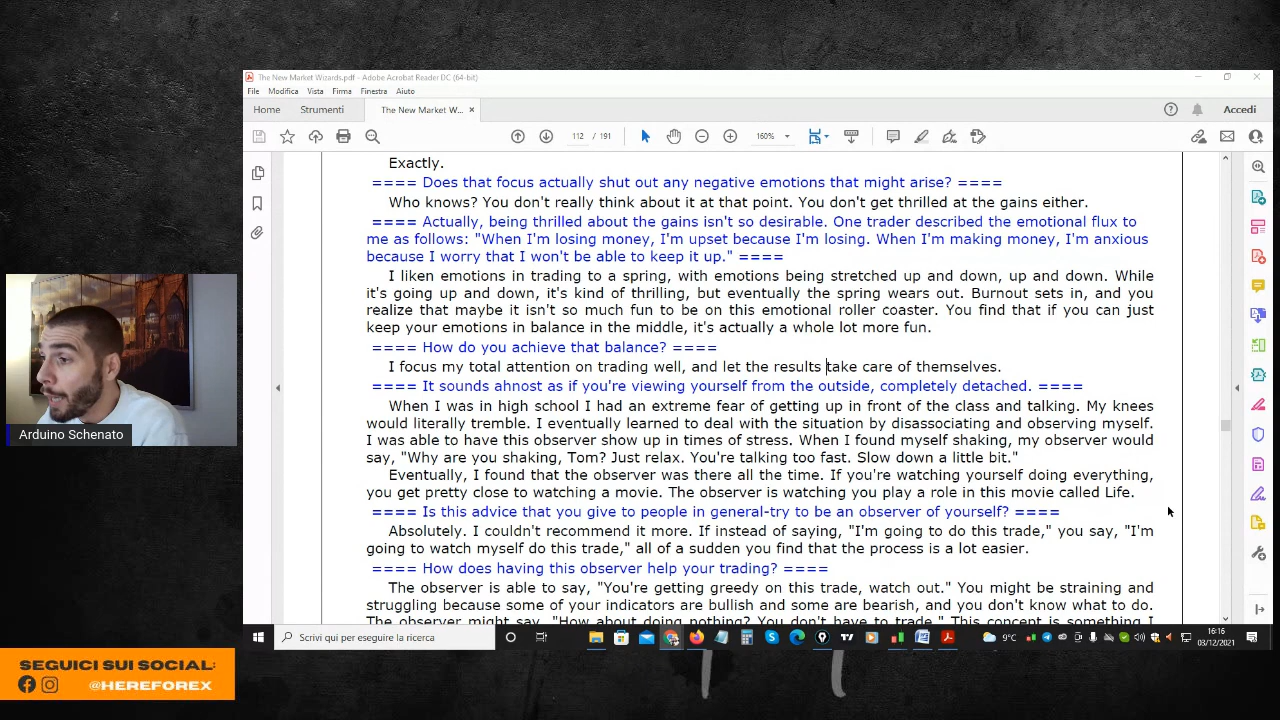 The New Market Wizards.pdf - Adobe Acrobat Reader DC (64-bit)
File Modifica Vista Firma Finestra Aiuto
Home Strumenti The New Market W... × Accedi
112 / 191 160%
Exactly.
==== Does that focus actually shut out any negative emotions that might arise? ====
Who knows? You don't really think about it at that point. You don't get thrilled at the gains either.
==== Actually, being thrilled about the gains isn't so desirable. One trader described the emotional flux to
me as follows: "When I'm losing money, I'm upset because I'm losing. When I'm making money, I'm anxious
because I worry that I won't be able to keep it up." ====
I liken emotions in trading to a spring, with emotions being stretched up and down, up and down. While
it's going up and down, it's kind of thrilling, but eventually the spring wears out. Burnout sets in, and you
realize that maybe it isn't so much fun to be on this emotional roller coaster. You find that if you can just
keep your emotions in balance in the middle, it's actually a whole lot more fun.
==== How do you achieve that balance? ====
I focus my total attention on trading well, and let the results take care of themselves.
==== It sounds ahnost as if you're viewing yourself from the outside, completely detached. ====
When I was in high school I had an extreme fear of getting up in front of the class and talking. My knees
would literally tremble. I eventually learned to deal with the situation by disassociating and observing myself.
I was able to have this observer show up in times of stress. When I found myself shaking, my observer would
say, "Why are you shaking, Tom? Just relax. You're talking too fast. Slow down a little bit."
Eventually, I found that the observer was there all the time. If you're watching yourself doing everything,
you get pretty close to watching a movie. The observer is watching you play a role in this movie called Life.
==== Is this advice that you give to people in general-try to be an observer of yourself? ====
Absolutely. I couldn't recommend it more. If instead of saying, "I'm going to do this trade," you say, "I'm
going to watch myself do this trade," all of a sudden you find that the process is a lot easier.
==== How does having this observer help your trading? ====
The observer is able to say, "You're getting greedy on this trade, watch out." You might be straining and
struggling because some of your indicators are bullish and some are bearish, and you don't know what to do.
The observer might say, "How about doing nothing? You don't have to trade." This concept is something I
Arduino Schenato
Scrivi qui per eseguire la ricerca
9°C
16:16
03/12/2021
SEGUICI SUI SOCIAL:
@HEREFOREX